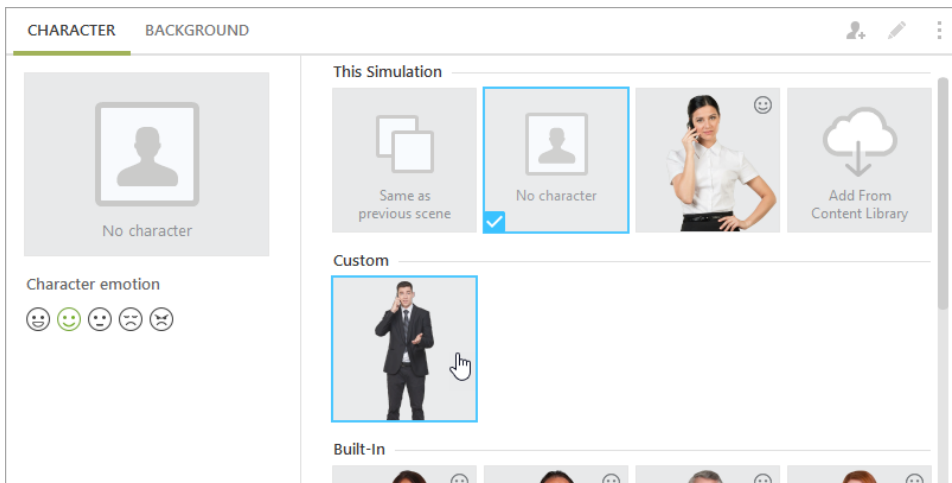 CHARACTER BACKGROUND
This Simulation
No character
Character emotion
Same as
previous scene
No character
Add From
Content Library
Custom
Built-In